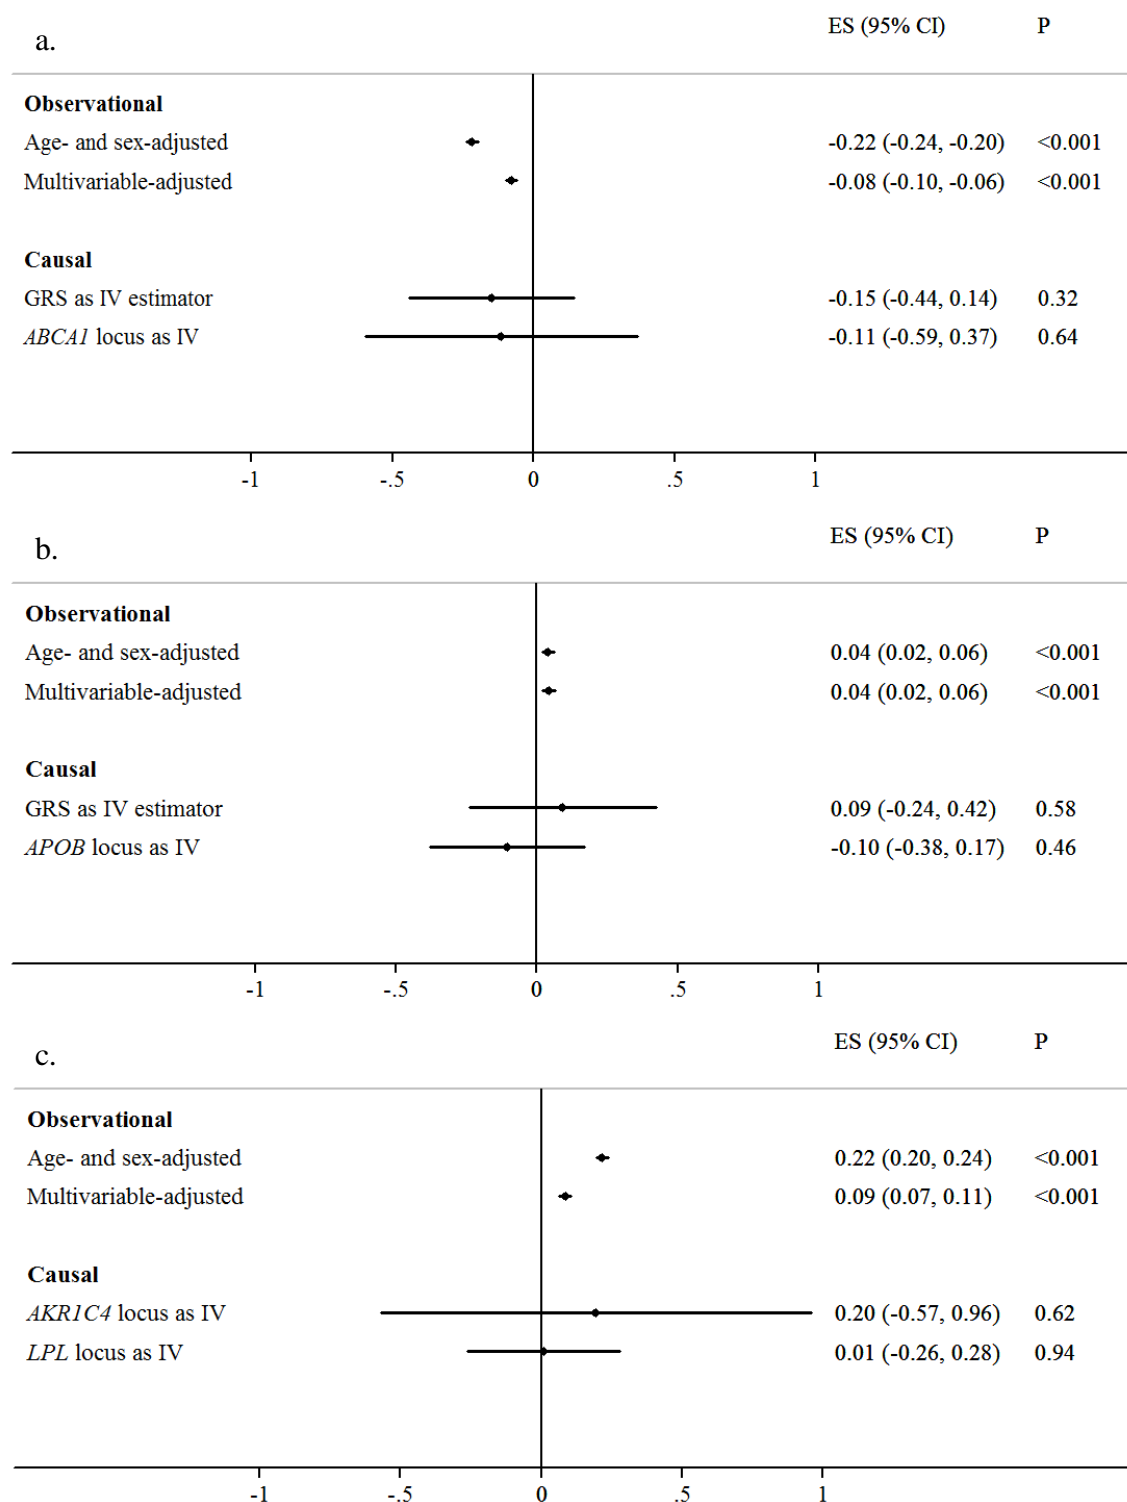 a.
ES (95% CI) P
Observational
Age- and sex-adjusted -0.22 (-0.24, -0.20) <0.001
Multivariable-adjusted -0.08 (-0.10, -0.06) <0.001
Causal
GRS as IV estimator -0.15 (-0.44, 0.14) 0.32
ABCA1 locus as IV -0.11 (-0.59, 0.37) 0.64
-1 -.5 0 .5 1
b.
ES (95% CI) P
Observational
Age- and sex-adjusted 0.04 (0.02, 0.06) <0.001
Multivariable-adjusted 0.04 (0.02, 0.06) <0.001
Causal
GRS as IV estimator 0.09 (-0.24, 0.42) 0.58
APOB locus as IV -0.10 (-0.38, 0.17) 0.46
-1 -.5 0 .5 1
c.
ES (95% CI) P
Observational
Age- and sex-adjusted 0.22 (0.20, 0.24) <0.001
Multivariable-adjusted 0.09 (0.07, 0.11) <0.001
Causal
AKR1C4 locus as IV 0.20 (-0.57, 0.96) 0.62
LPL locus as IV 0.01 (-0.26, 0.28) 0.94
-1 -.5 0 .5 1